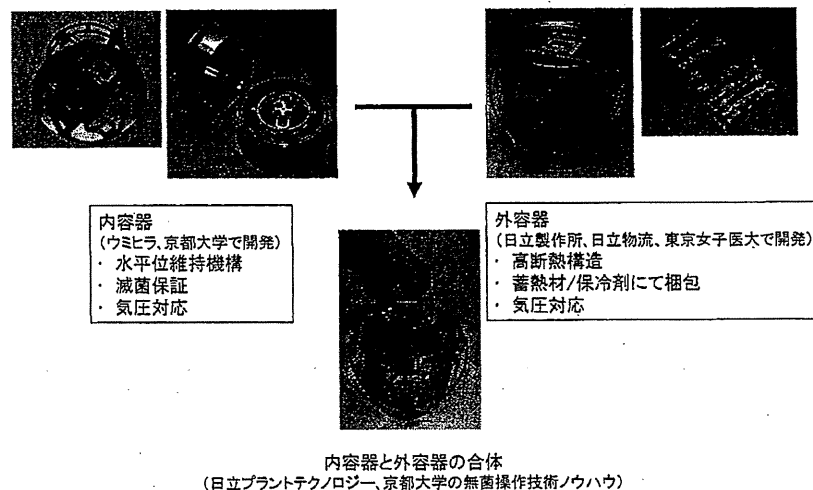 内容器
(ウミヒラ、京都大学で開発)
・ 水平位維持機構
・ 滅菌保証
・ 気圧対応
外容器
(日立製作所、日立物流、東京女子医大で開発)
・ 高断熱構造
・ 蓄熱材/保冷剤にて梱包
・ 気圧対応
内容器と外容器の合体
(日立プラントテクノロジー、京都大学の無菌操作技術ノウハウ)